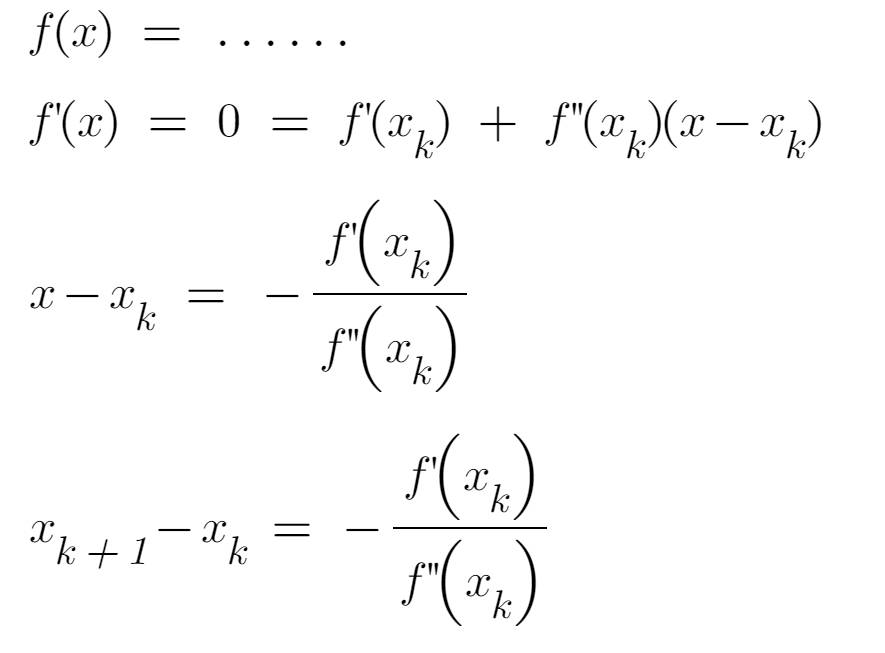 f(x) = ......
f'(x) = 0 = f'(x_k) + f''(x_k)(x − x_k)
x − x_k = − f'(x_k) / f''(x_k)
x_{k+1} − x_k = − f'(x_k) / f''(x_k)